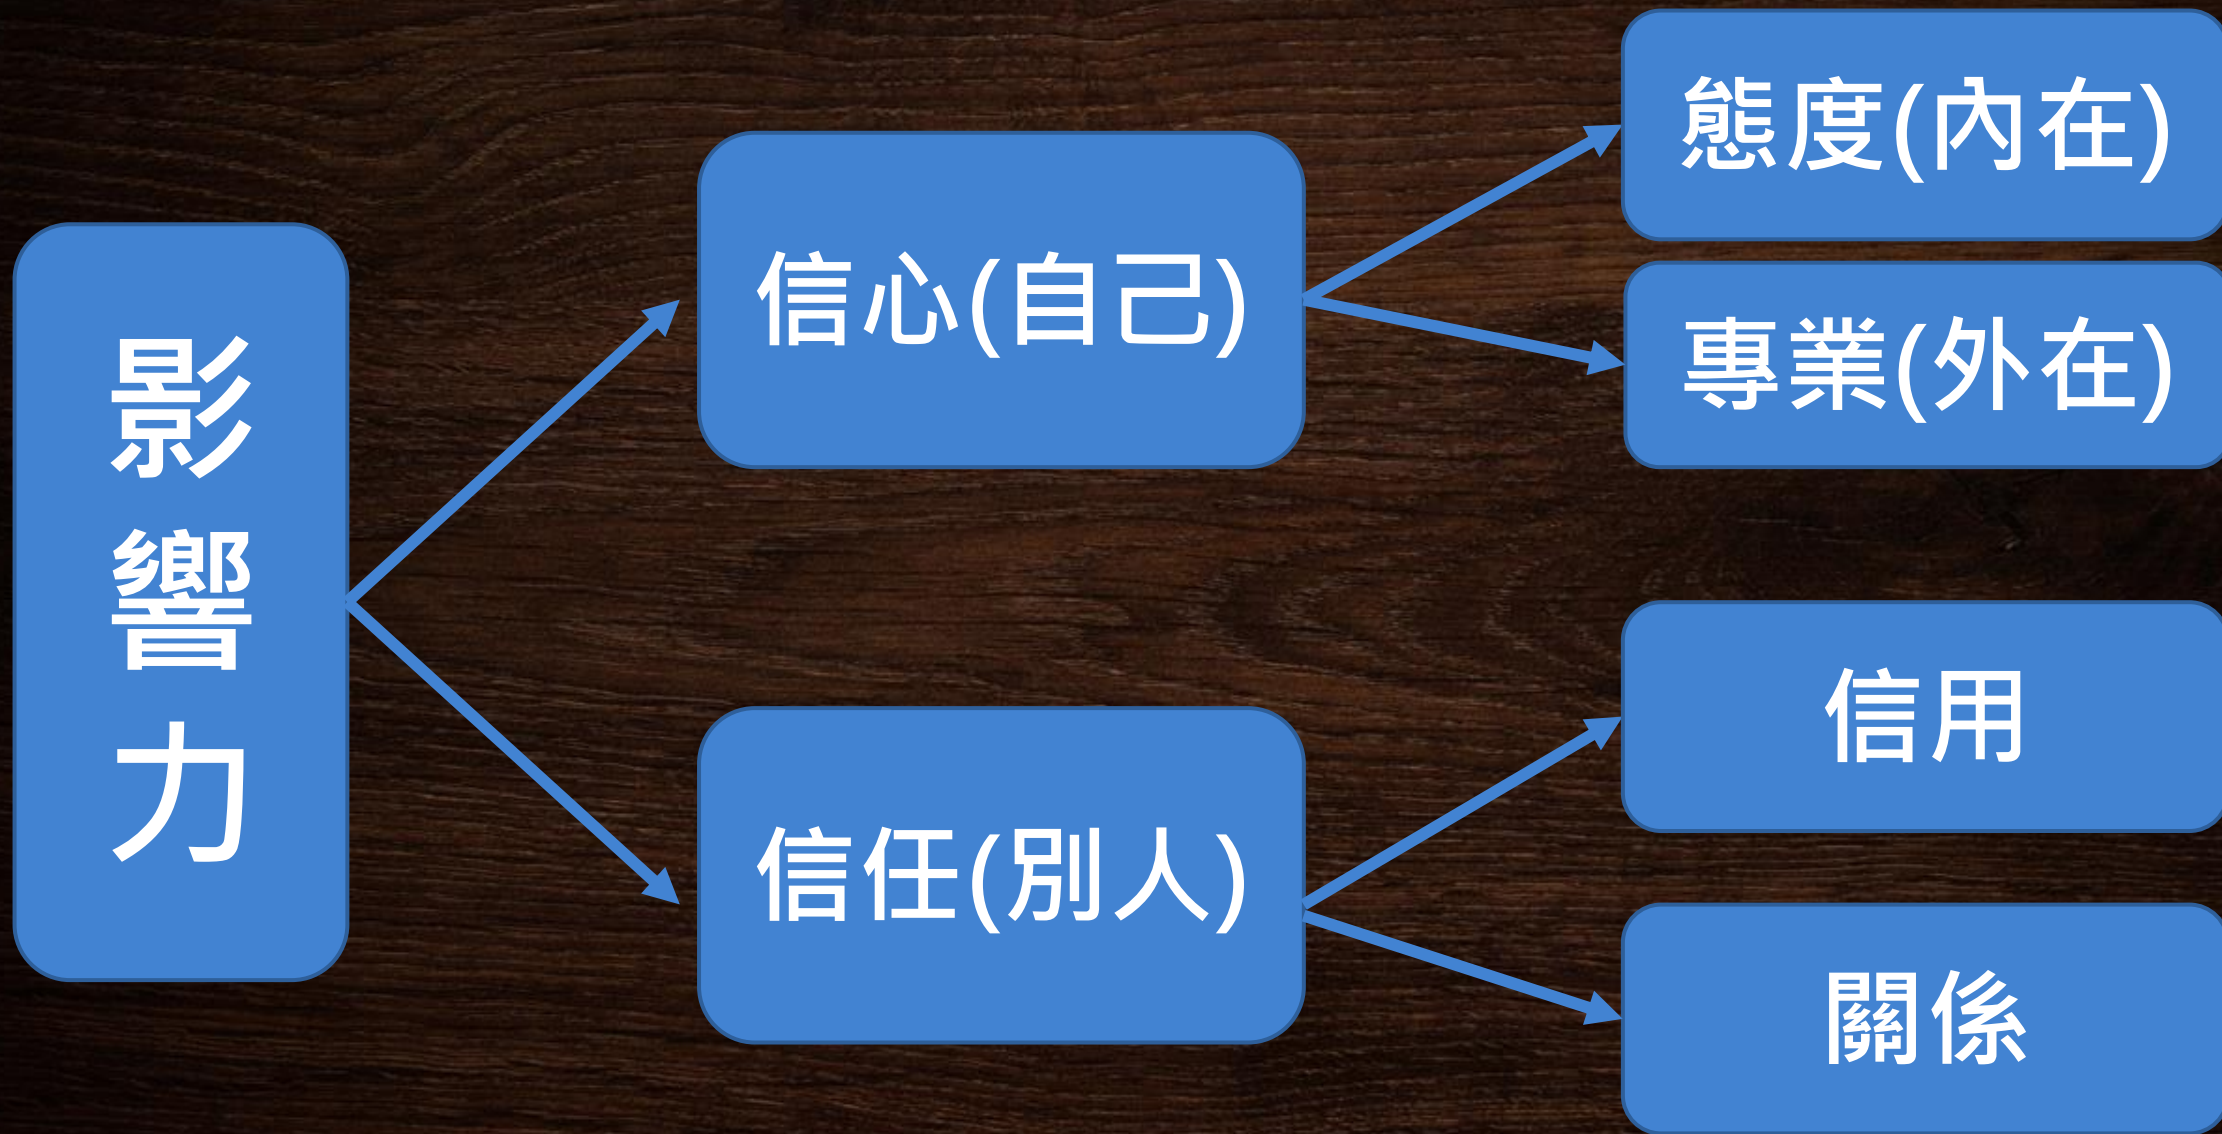 影
響
力
信心(自己)
態度(內在)
專業(外在)
信任(別人)
信用
關係